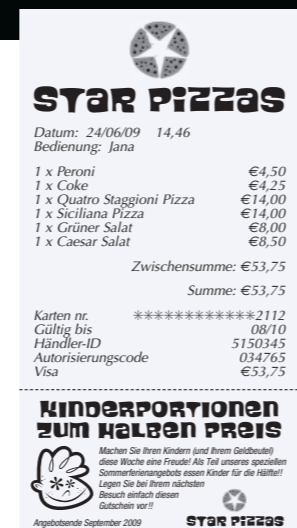 STAR PIZZAS
Datum: 24/06/09 14,46
Bedienung: Jana
1 x Peroni €4,50
1 x Coke €4,25
1 x Quatro Staggioni Pizza €14,00
1 x Siciliana Pizza €14,00
1 x Grüner Salat €8,00
1 x Caesar Salat €8,50
Zwischensumme: €53,75
Summe: €53,75
Karten nr. ************2112
Gültig bis 08/10
Händler-ID 5150345
Autorisierungscode 034765
Visa €53,75
KINDERPORTIONEN
ZUM HALBEN PREIS
Machen Sie Ihren Kindern (und Ihrem Geldbeutel)
diese Woche eine Freude! Als Teil unseres speziellen
Sommerferienangebots essen Kinder für die Hälfte!!
Legen Sie bei Ihrem nächsten
Besuch einfach diesen
Gutschein vor!!
Angebotsende September 2009
STAR PIZZAS